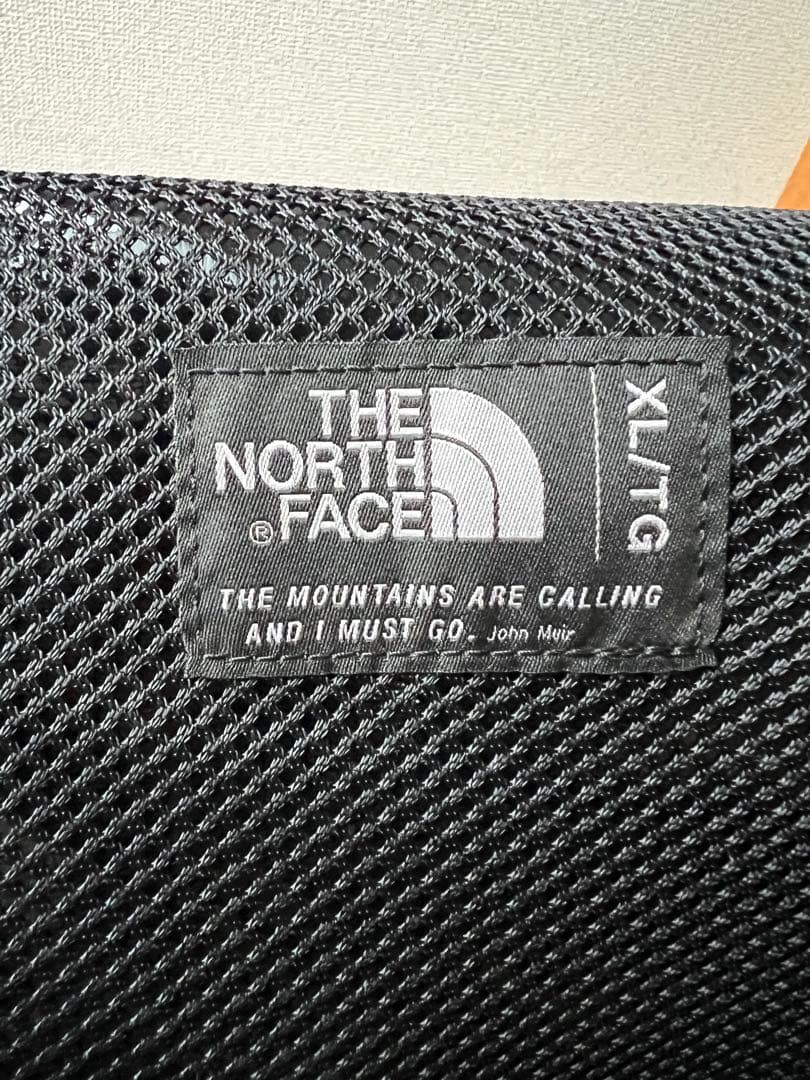 THE
NORTH
®FACE
XL/TG
THE MOUNTAINS ARE CALLING
AND I MUST GO. John Muir